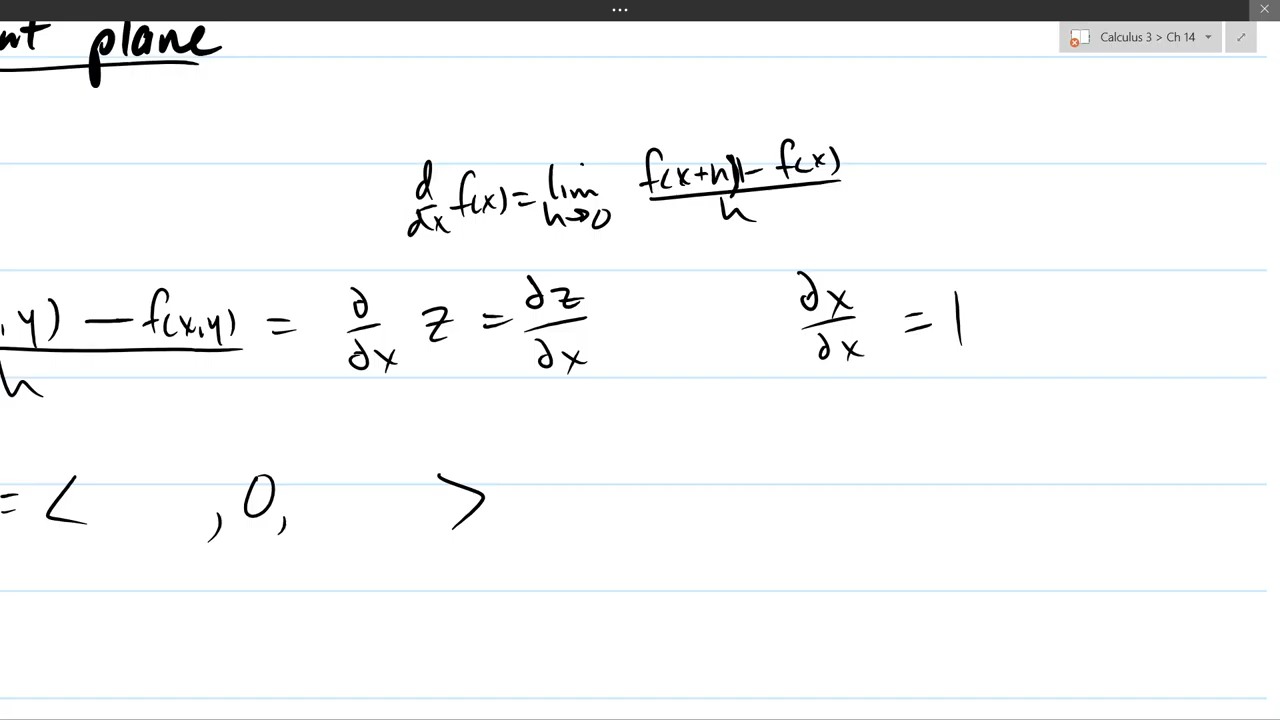 ...
Calculus 3 > Ch 14
nt plane
d/dx f(x) = lim h→0 (f(x+h) - f(x))/h
, y) - f(x,y) / h = ∂/∂x z = ∂z/∂x    ∂x/∂x = 1
= <    , 0,    >